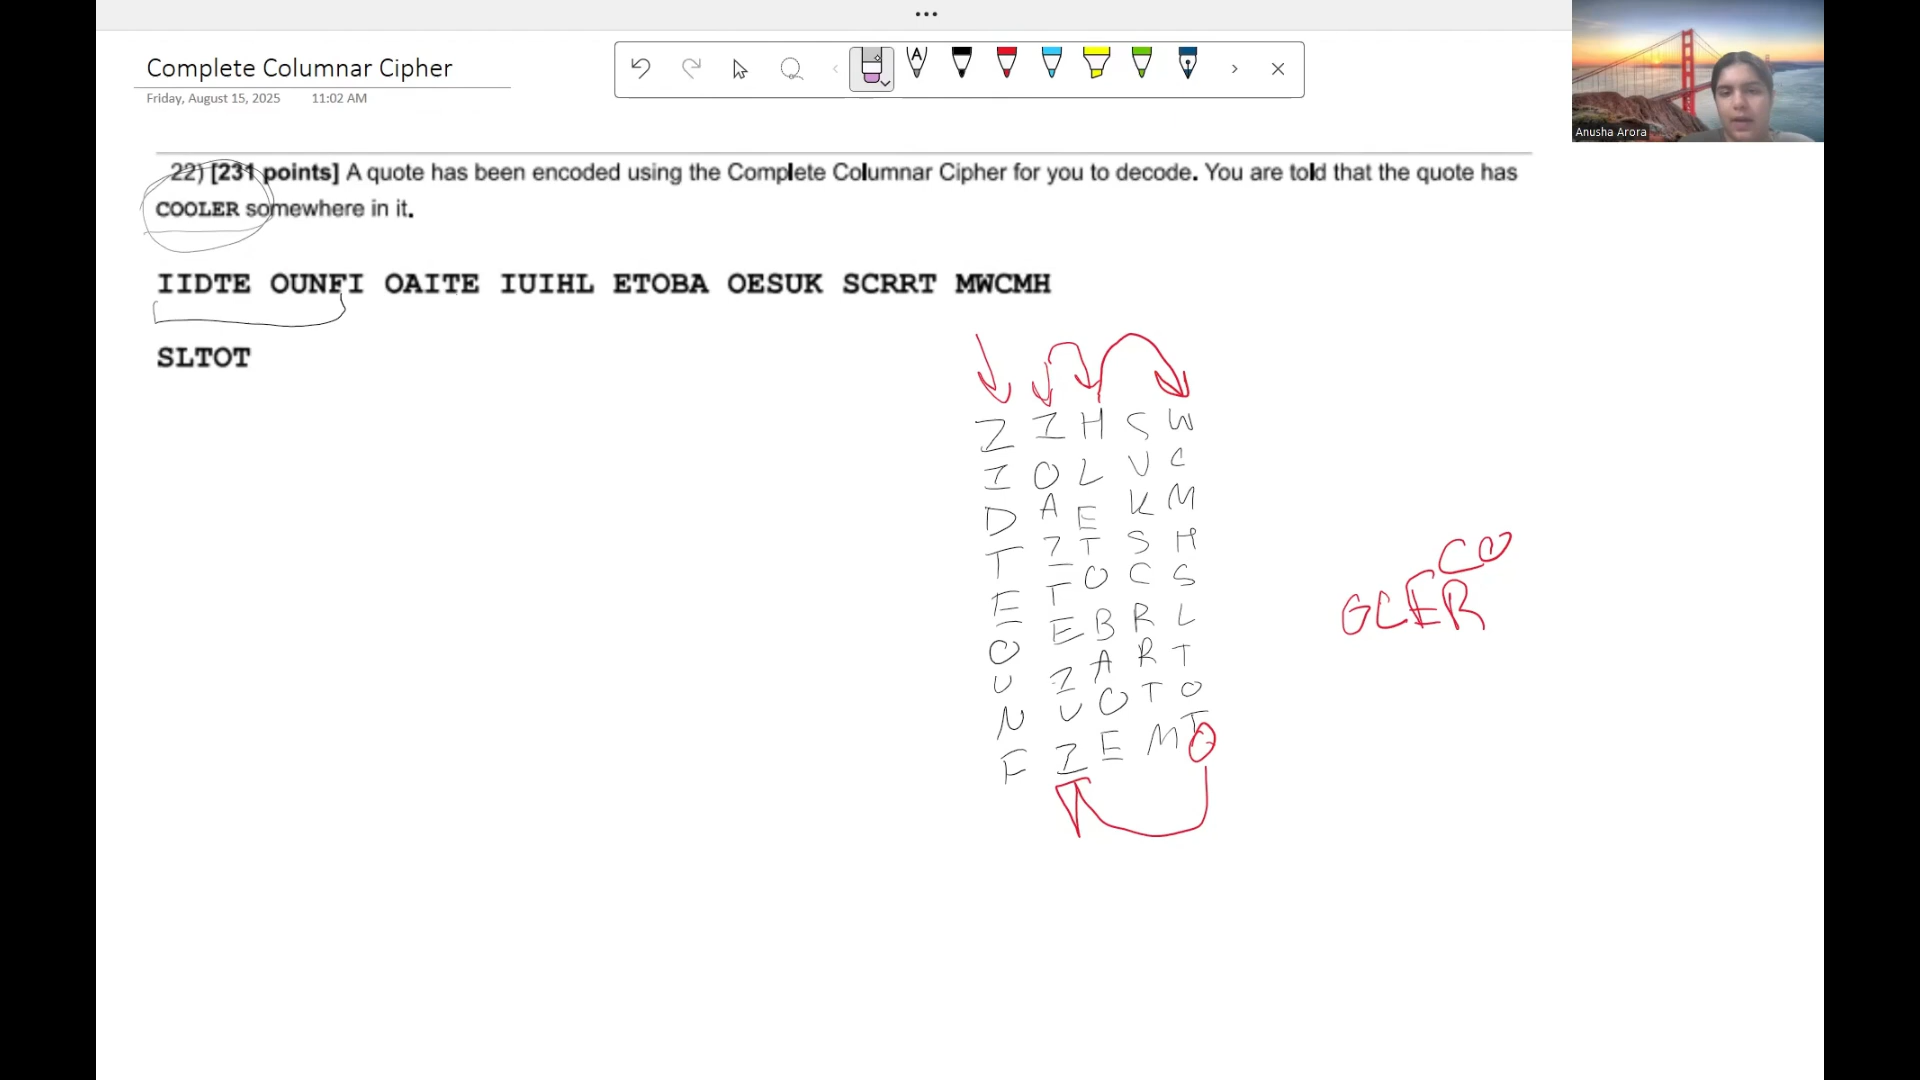 Complete Columnar Cipher
Friday, August 15, 2025 11:02 AM
Anusha Arora
22) [231 points] A quote has been encoded using the Complete Columnar Cipher for you to decode. You are told that the quote has
COOLER somewhere in it.
IIDTE OUNFI OAITE IUIHL ETOBA OESUK SCRRT MWCMH
SLTOT
I I H S W
I O L U C
D A E K M
T I T S H
E T O C S
O E B R L
U I A R T
N U O T O
F I E M T
O
CO